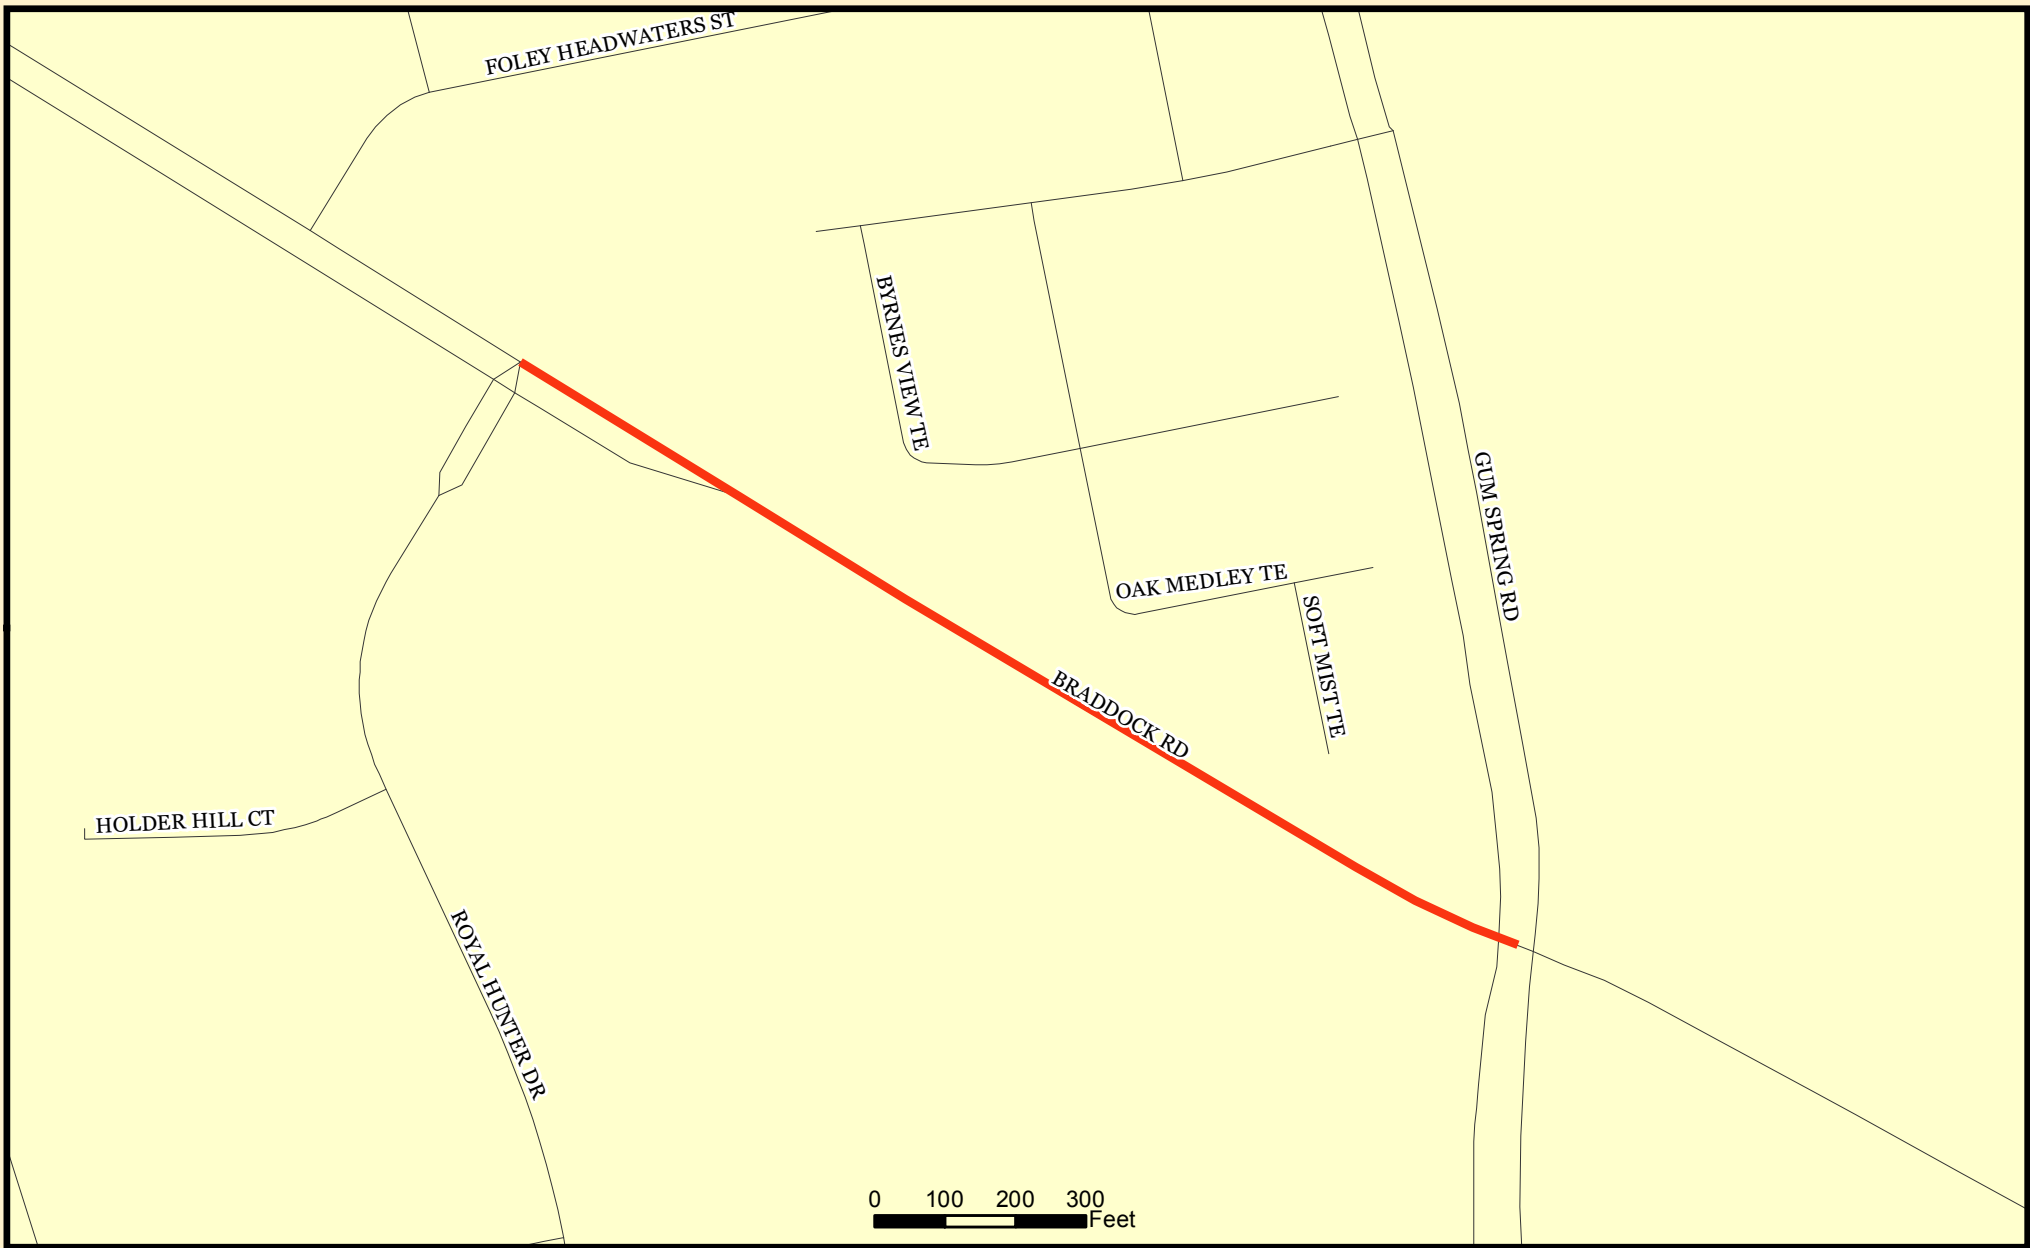 FOLEY HEADWATERS ST
BYRNES VIEW TE
GUM SPRING RD
OAK MEDLEY TE
SOFT MIST TE
BRADDOCK RD
HOLDER HILL CT
ROYAL HUNTER DR
0 100 200 300
Feet